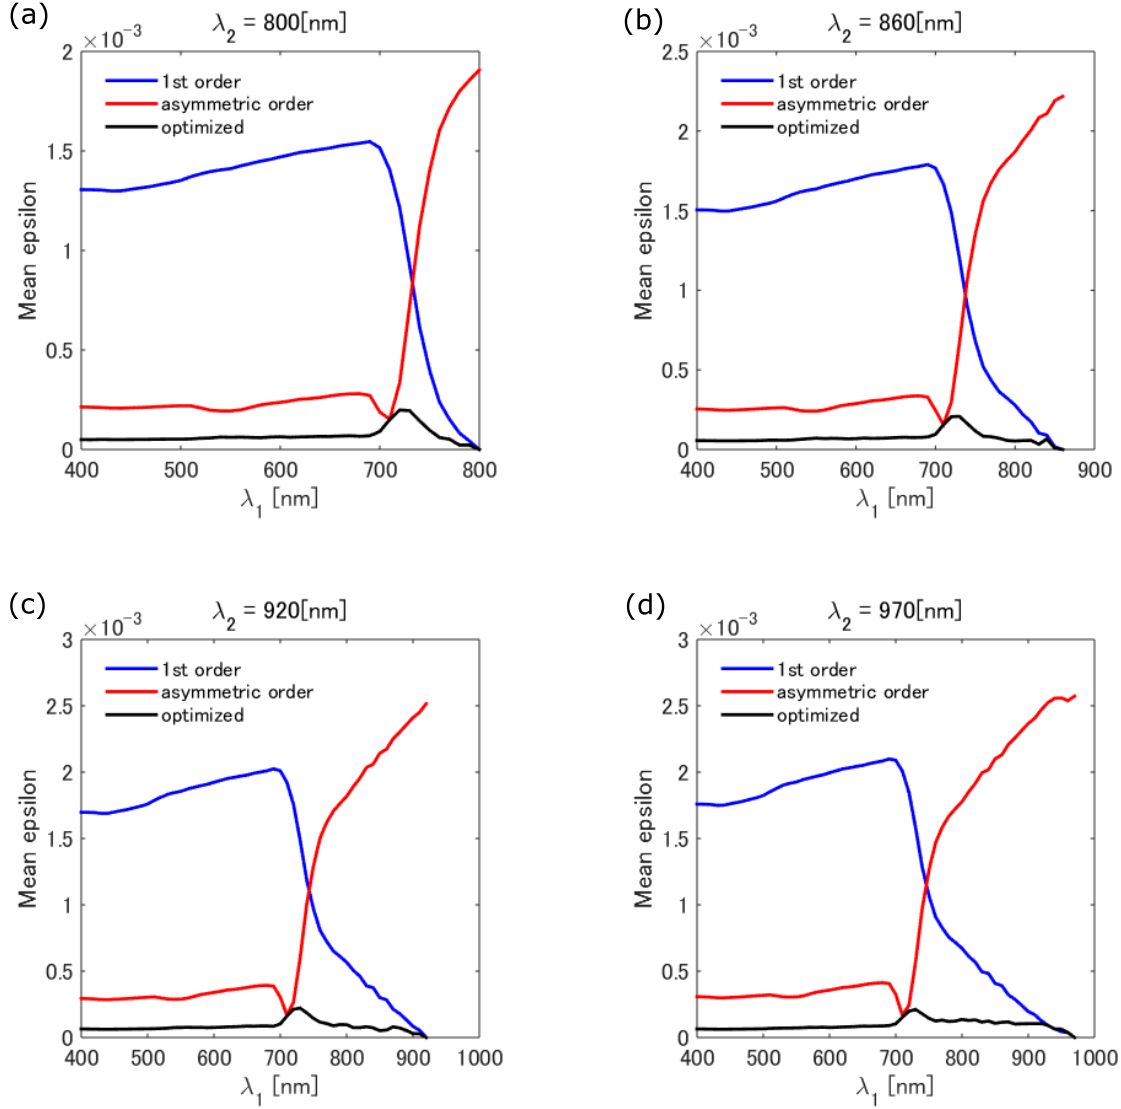 (a)
λ2 = 800[nm]
×10−3
2
1.5
1
0.5
0
1st order
asymmetric order
optimized
Mean epsilon
400 500 600 700 800
λ1 [nm]
(b)
λ2 = 860[nm]
×10−3
2.5
2
1.5
1
0.5
0
1st order
asymmetric order
optimized
Mean epsilon
400 500 600 700 800 900
λ1 [nm]
(c)
λ2 = 920[nm]
×10−3
3
2.5
2
1.5
1
0.5
0
1st order
asymmetric order
optimized
Mean epsilon
400 500 600 700 800 900 1000
λ1 [nm]
(d)
λ2 = 970[nm]
×10−3
3
2.5
2
1.5
1
0.5
0
1st order
asymmetric order
optimized
Mean epsilon
400 500 600 700 800 900 1000
λ1 [nm]